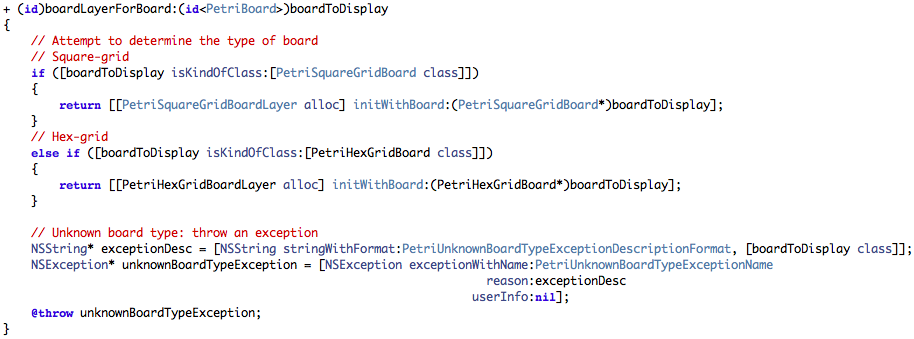 + (id)boardLayerForBoard:(id<PetriBoard>)boardToDisplay
{
    // Attempt to determine the type of board
    // Square-grid
    if ([boardToDisplay isKindOfClass:[PetriSquareGridBoard class]])
    {
        return [[PetriSquareGridBoardLayer alloc] initWithBoard:(PetriSquareGridBoard*)boardToDisplay];
    }
    // Hex-grid
    else if ([boardToDisplay isKindOfClass:[PetriHexGridBoard class]])
    {
        return [[PetriHexGridBoardLayer alloc] initWithBoard:(PetriHexGridBoard*)boardToDisplay];
    }

    // Unknown board type: throw an exception
    NSString* exceptionDesc = [NSString stringWithFormat:PetriUnknownBoardTypeExceptionDescriptionFormat, [boardToDisplay class]];
    NSException* unknownBoardTypeException = [NSException exceptionWithName:PetriUnknownBoardTypeExceptionName
                                                                     reason:exceptionDesc
                                                                   userInfo:nil];
    @throw unknownBoardTypeException;
}